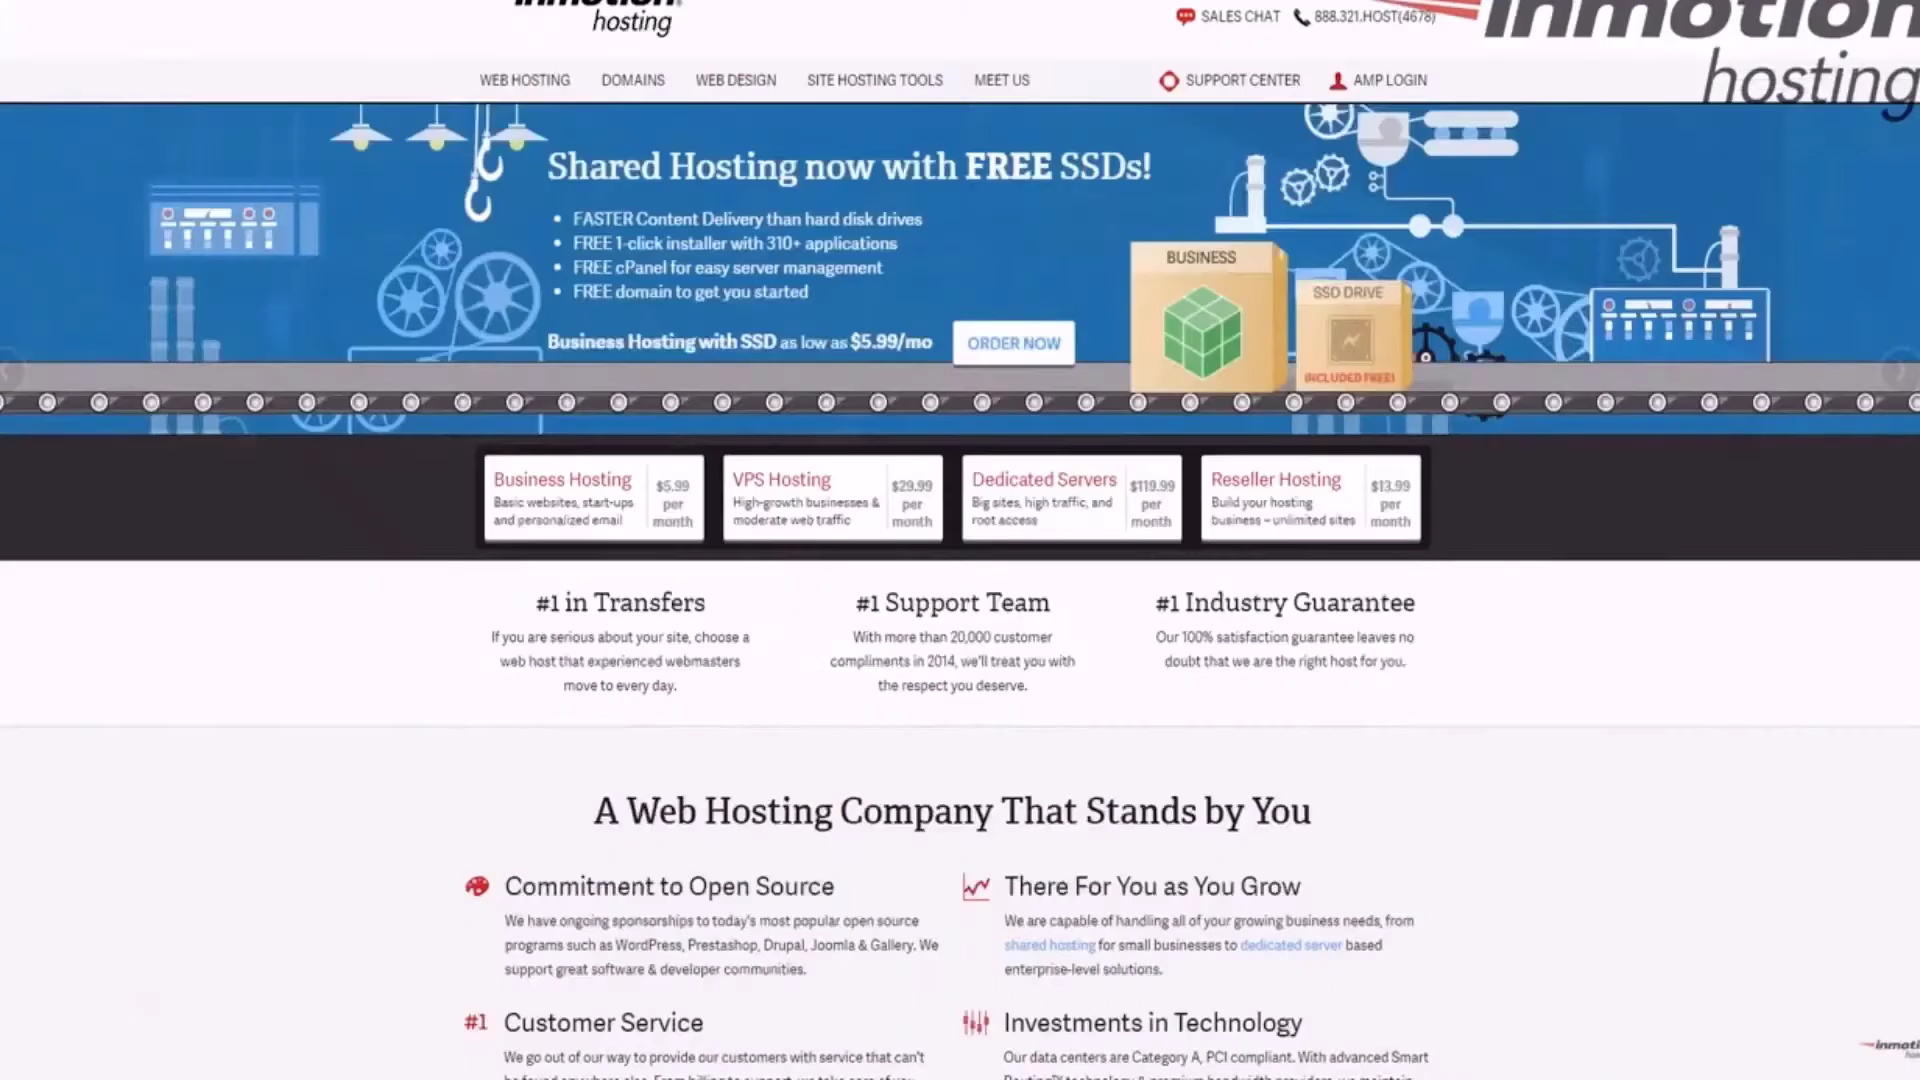 inmotion
hosting
SALES CHAT
888.321.HOST(4678)
inmotion
hosting
WEB HOSTING
DOMAINS
WEB DESIGN
SITE HOSTING TOOLS
MEET US
SUPPORT CENTER
AMP LOGIN
Shared Hosting now with FREE SSDs!
• FASTER Content Delivery than hard disk drives
• FREE 1-click installer with 310+ applications
• FREE cPanel for easy server management
• FREE domain to get you started
Business Hosting with SSD as low as $5.99/mo
ORDER NOW
BUSINESS
SSD DRIVE
INCLUDED FREE!
Business Hosting
Basic websites, start-ups
and personalized email
$5.99
per
month
VPS Hosting
High-growth businesses &
moderate web traffic
$29.99
per
month
Dedicated Servers
Big sites, high traffic, and
root access
$119.99
per
month
Reseller Hosting
Build your hosting
business – unlimited sites
$13.99
per
month
#1 in Transfers
If you are serious about your site, choose a
web host that experienced webmasters
move to every day.
#1 Support Team
With more than 20,000 customer
compliments in 2014, we'll treat you with
the respect you deserve.
#1 Industry Guarantee
Our 100% satisfaction guarantee leaves no
doubt that we are the right host for you.
A Web Hosting Company That Stands by You
Commitment to Open Source
We have ongoing sponsorships to today's most popular open source
programs such as WordPress, Prestashop, Drupal, Joomla & Gallery. We
support great software & developer communities.
There For You as You Grow
We are capable of handling all of your growing business needs, from
shared hosting for small businesses to dedicated server based
enterprise-level solutions.
#1 Customer Service
We go out of our way to provide our customers with service that can't
Investments in Technology
Our data centers are Category A, PCI compliant. With advanced Smart